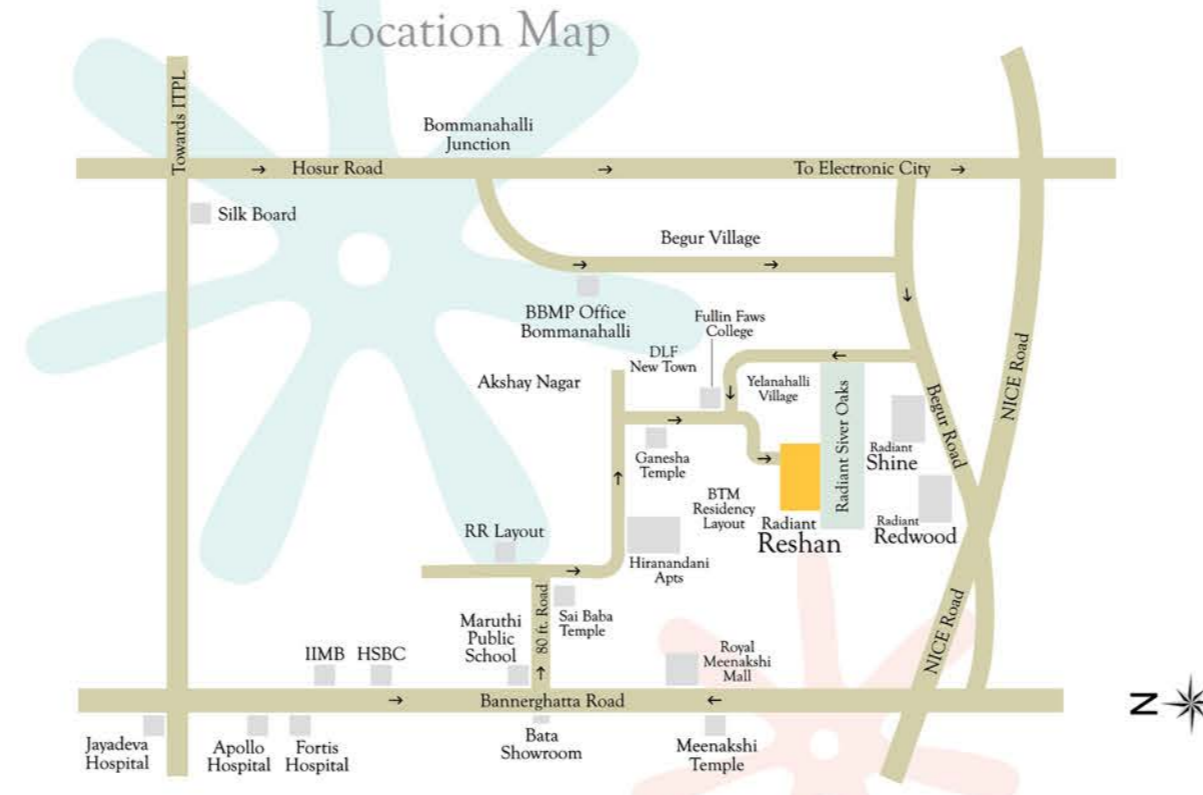 Location Map
Towards ITPL
Bommanahalli
Junction
Hosur Road
To Electronic City
Silk Board
Begur Village
BBMP Office
Bommanahalli
Fullin Faws
College
DLF
New Town
Akshay Nagar
Yelanahalli
Village
Radiant Siver Oaks
Begur Road
NICE Road
Radiant
Shine
Ganesha
Temple
BTM
Residency
Layout
Radiant
Reshan
Radiant
Redwood
RR Layout
Hiranandani
Apts
80 ft. Road
Sai Baba
Temple
Maruthi
Public
School
NICE Road
IIMB
HSBC
Royal
Meenakshi
Mall
Bannerghatta Road
N
Jayadeva
Hospital
Apollo
Hospital
Fortis
Hospital
Bata
Showroom
Meenakshi
Temple